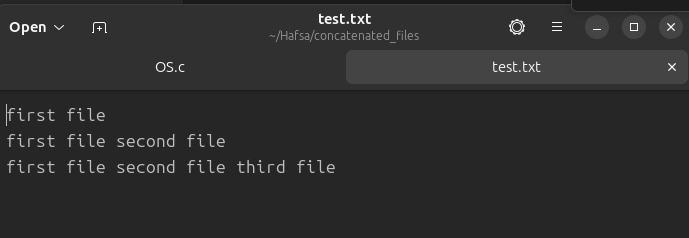 Open
test.txt
~/Hafsa/concatenated_files
OS.c
test.txt
first file
first file second file
first file second file third file